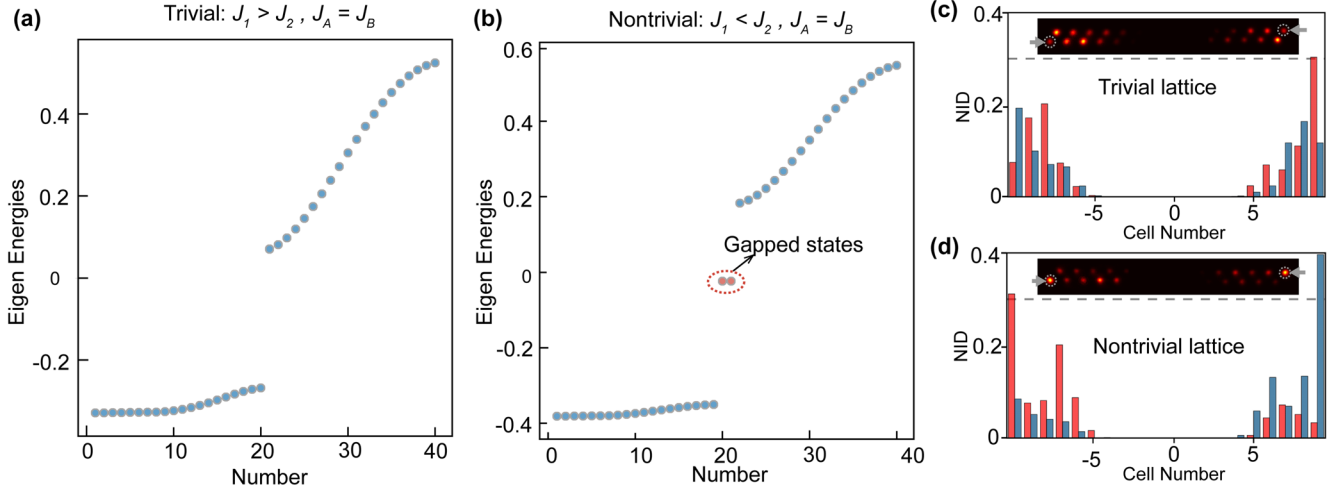 (a)
Trivial: J1 > J2 , JA = JB
Eigen Energies
0.4
0.2
0
-0.2
0
10
20
30
40
Number
(b)
Nontrivial: J1 < J2 , JA = JB
Eigen Energies
0.6
0.4
0.2
0
-0.2
-0.4
Gapped states
0
10
20
30
40
Number
(c)
NID
0.4
0.2
0
Trivial lattice
-5
0
5
Cell Number
(d)
NID
0.4
0.2
0
Nontrivial lattice
-5
0
5
Cell Number